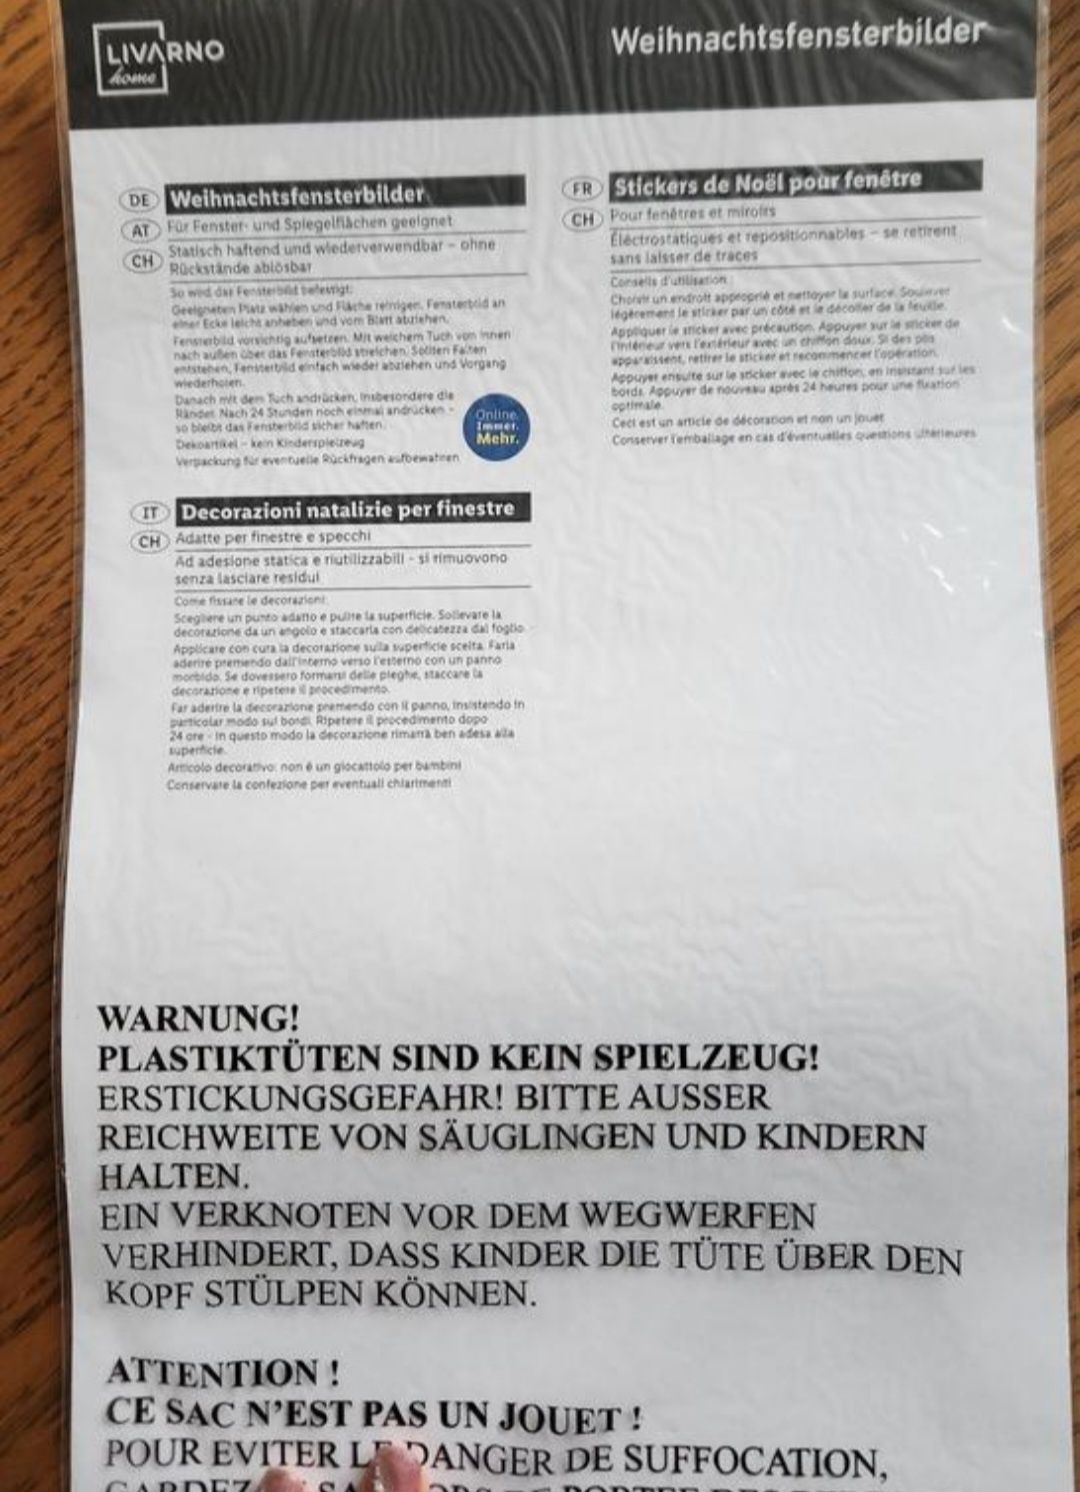 LIVARNO
home
Weihnachtsfensterbilder
DE
AT
CH
Weihnachtsfensterbilder
Für Fenster- und Spiegelflächen geeignet
Statisch haftend und wiederverwendbar – ohne
Rückstände ablösbar
So wird das Fensterbild befestigt:
Geeigneten Platz wählen und Fläche reinigen. Fensterbild an
einer Ecke leicht anheben und vom Blatt abziehen.
Fensterbild vorsichtig aufsetzen. Mit weichem Tuch von innen
nach außen über das Fensterbild streichen. Sollten Falten
entstehen, Fensterbild einfach wieder abziehen und Vorgang
wiederholen.
Danach mit dem Tuch andrücken, insbesondere die
Ränder. Nach 24 Stunden noch einmal andrücken –
so bleibt das Fensterbild sicher haften.
Dekoartikel – kein Kinderspielzeug
Verpackung für eventuelle Rückfragen aufbewahren
Online.
Immer.
Mehr.
FR
CH
Stickers de Noël pour fenêtre
Pour fenêtres et miroirs
Électrostatiques et repositionnables – se retirent
sans laisser de traces
Conseils d'utilisation :
Choisir un endroit approprié et nettoyer la surface. Soulever
légèrement le sticker par un côté et le décoller de la feuille.
Appliquer le sticker avec précaution. Appuyer sur le sticker de
l'intérieur vers l'extérieur avec un chiffon doux. Si des plis
apparaissent, retirer le sticker et recommencer l'opération.
Appuyer ensuite sur le sticker avec le chiffon, en insistant sur les
bords. Appuyer de nouveau après 24 heures pour une fixation
optimale.
Ceci est un article de décoration et non un jouet
Conserver l'emballage en cas d'éventuelles questions ultérieures
IT
CH
Decorazioni natalizie per finestre
Adatte per finestre e specchi
Ad adesione statica e riutilizzabili – si rimuovono
senza lasciare residui
Come fissare le decorazioni:
Scegliere un punto adatto e pulire la superficie. Sollevare la
decorazione da un angolo e staccarla con delicatezza dal foglio.
Applicare con cura la decorazione sulla superficie scelta. Farla
aderire premendo dall'interno verso l'esterno con un panno
morbido. Se dovessero formarsi delle pieghe, staccare la
decorazione e ripetere il procedimento.
Far aderire la decorazione premendo con il panno, insistendo in
particolar modo sui bordi. Ripetere il procedimento dopo
24 ore – in questo modo la decorazione rimarrà ben adesa alla
superficie.
Articolo decorativo: non è un giocattolo per bambini
Conservare la confezione per eventuali chiarimenti
WARNUNG!
PLASTIKTÜTEN SIND KEIN SPIELZEUG!
ERSTICKUNGSGEFAHR! BITTE AUSSER
REICHWEITE VON SÄUGLINGEN UND KINDERN
HALTEN.
EIN VERKNOTEN VOR DEM WEGWERFEN
VERHINDERT, DASS KINDER DIE TÜTE ÜBER DEN
KOPF STÜLPEN KÖNNEN.
ATTENTION !
CE SAC N'EST PAS UN JOUET !
POUR EVITER LE DANGER DE SUFFOCATION,